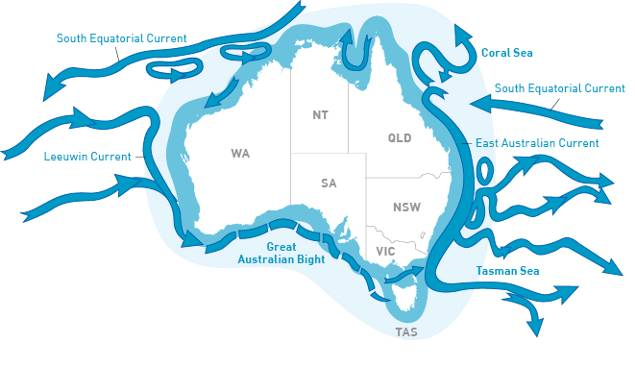 South Equatorial Current
Coral Sea
South Equatorial Current
NT
QLD
East Australian Current
WA
Leeuwin Current
SA
NSW
Great
Australian Bight
VIC
Tasman Sea
TAS